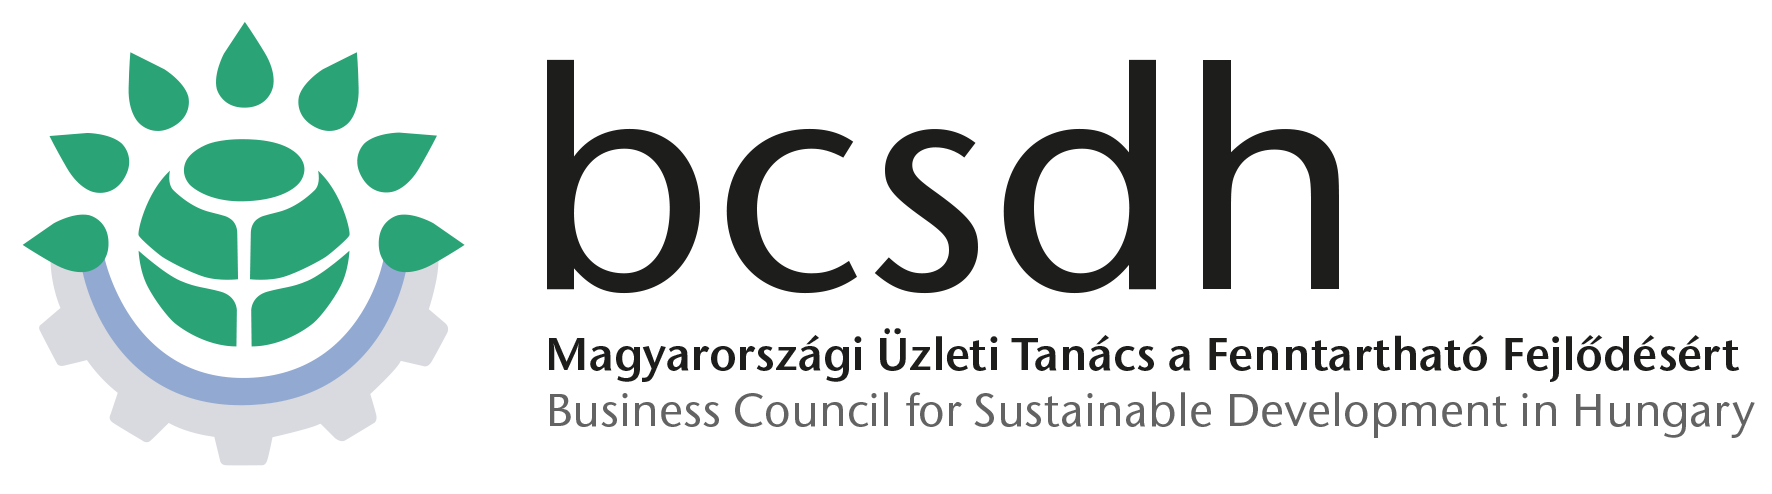 bcsdh
Magyarországi Üzleti Tanács a Fenntartható Fejlődésért
Business Council for Sustainable Development in Hungary